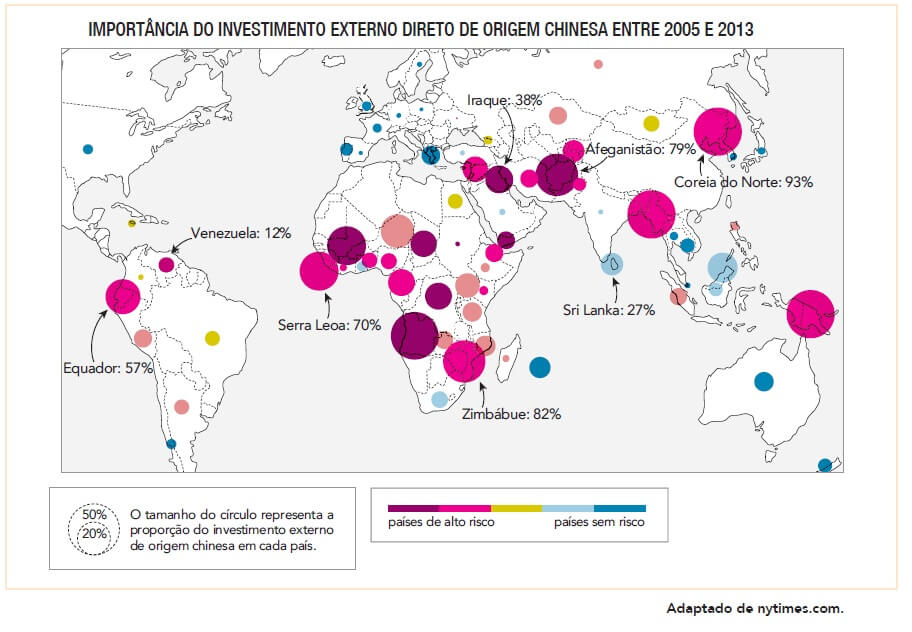 IMPORTÂNCIA DO INVESTIMENTO EXTERNO DIRETO DE ORIGEM CHINESA ENTRE 2005 E 2013
Iraque: 38%
Afeganistão: 79%
Coreia do Norte: 93%
Venezuela: 12%
Serra Leoa: 70%
Sri Lanka: 27%
Equador: 57%
Zimbábue: 82%
50%
20%
O tamanho do círculo representa a
proporção do investimento externo
de origem chinesa em cada país.
países de alto risco
países sem risco
Adaptado de nytimes.com.